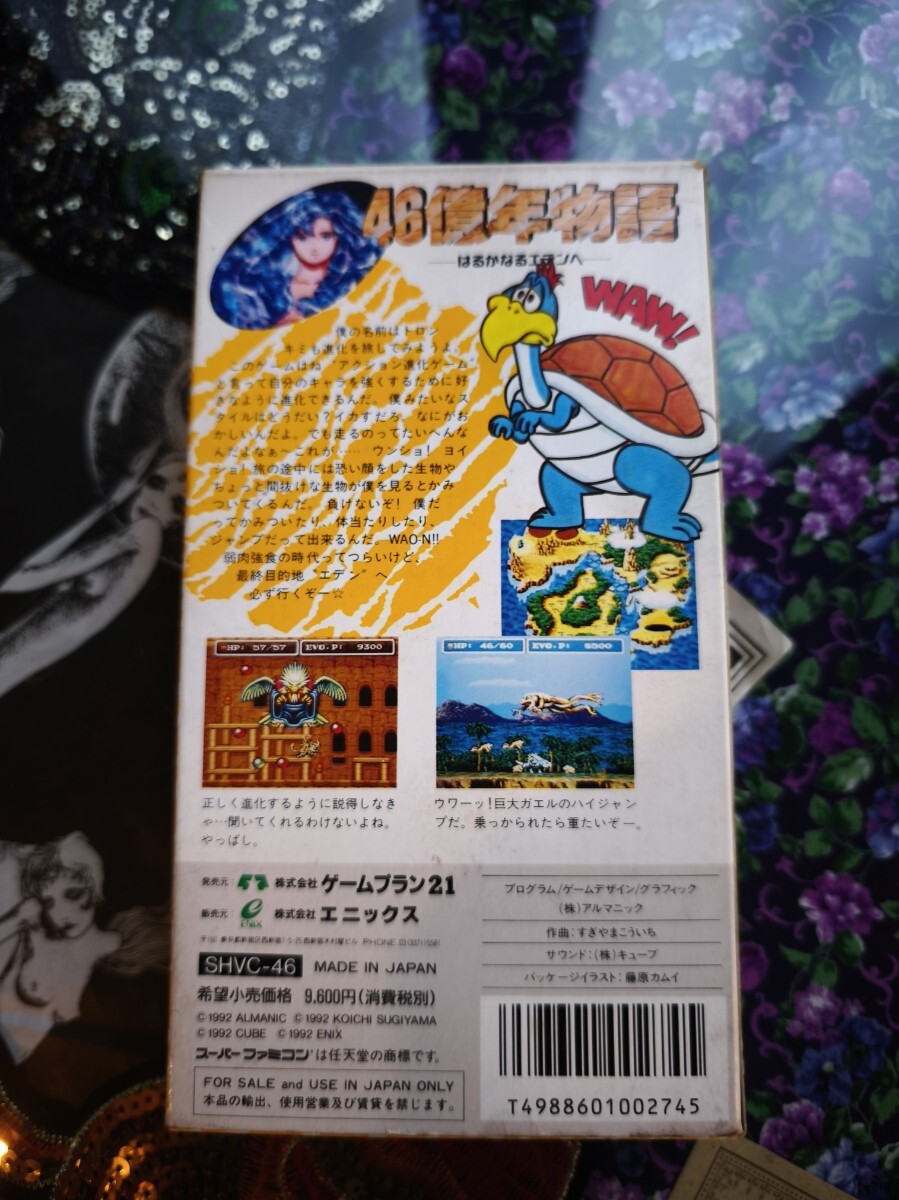 46億年物語
はるかなるエデンへ
WAW!
僕の名前はトロン
キミも進化を旅してみようよ。
このゲームはね“アクション進化ゲーム”
と言って自分のキャラを強くするために好
きなように進化できるんだ。僕みたいなス
タイルはどうだい？イカすだろ。なにがお
かしいんだよ。でも走るのってたいへんな
んだよなぁ～これが…… ウンショ！ヨイ
ショ！旅の途中には恐い顔をした生物や
ちょっと間抜けな生物が僕を見るとかみ
ついてくるんだ。負けないぞ！僕だ
ってかみついたり、体当たりしたり、
ジャンプだって出来るんだ。WAO-N!!
弱肉強食の時代ってつらいけど、
最終目的地“エデン”へ
必ず行くぞー☆
HP: 57/57 EVO.P: 9300
HP: 46/60 EVO.P: 6500
正しく進化するように説得しなき
ゃ…聞いてくれるわけないよね。
やっぱし。
ウワーッ！巨大ガエルのハイジャン
プだ。乗っかられたら重たいぞー。
発売元: 株式会社 ゲームプラン21
販売元: enix 株式会社 エニックス
SHVC-46 MADE IN JAPAN
希望小売価格 9,600円(消費税別)
© 1992 ALMANIC © 1992 KOICHI SUGIYAMA
© 1992 CUBE © 1992 ENIX
スーパーファミコンは任天堂の商標です。
FOR SALE and USE IN JAPAN ONLY
本品の輸出、使用営業及び賃貸を禁じます。
プログラム/ゲームデザイン/グラフィック
(株)アルマニック
作曲:すぎやまこういち
サウンド:(株)キューブ
パッケージイラスト:藤原カムイ
T4988601002745